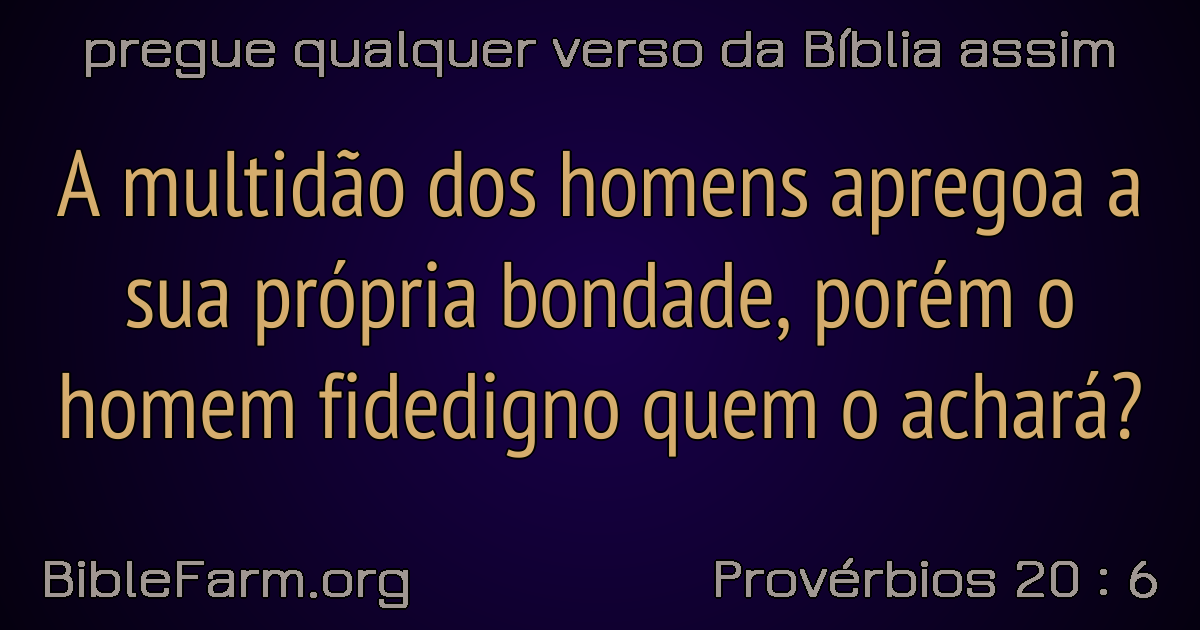 pregue qualquer verso da Bíblia assim
A multidão dos homens apregoa a
sua própria bondade, porém o
homem fidedigno quem o achará?
BibleFarm.org
Provérbios 20 : 6